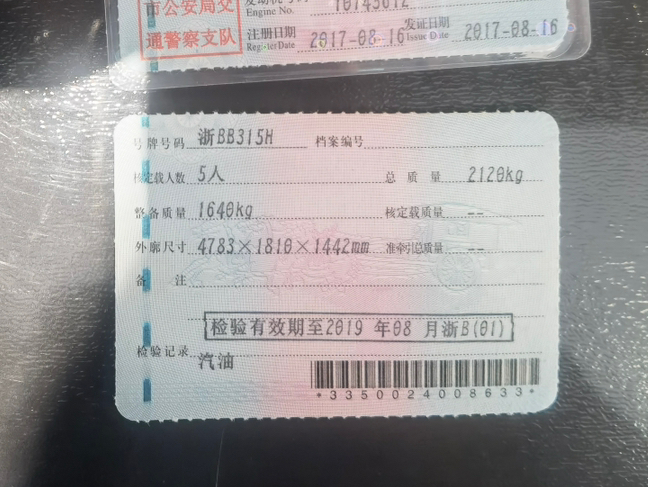 市公安局交
通警察支队
Engine No.
注册日期 2017-08-16 发证日期 2017-08-16
Register Date Issue Date
号牌号码 浙BB315H 档案编号
核定载人数 5人 总质量 2120kg
整备质量 1640kg 核定载质量 --
外廓尺寸 4783×1810×1442mm 准牵引总质量 --
备注
检验有效期至2019 年08 月浙B(01)
检验记录 汽油
*3350024008633*